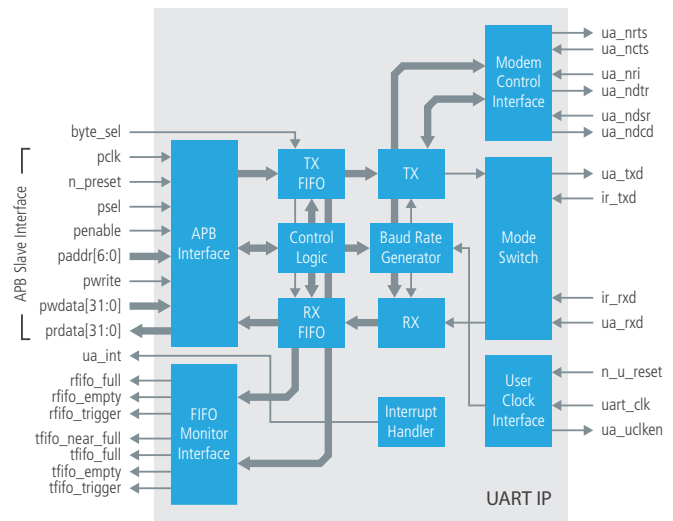 ua_nrts
ua_ncts
ua_nri
ua_ndtr
ua_ndsr
ua_ndcd
Modem
Control
Interface
byte_sel
pclk
n_preset
psel
penable
paddr[6:0]
pwrite
pwdata[31:0]
prdata[31:0]
APB Slave Interface
APB
Interface
TX
FIFO
TX
Control
Logic
Baud Rate
Generator
RX
FIFO
RX
Mode
Switch
ua_txd
ir_txd
ir_rxd
ua_rxd
ua_int
rfifo_full
rfifo_empty
rfifo_trigger
tfifo_near_full
tfifo_full
tfifo_empty
tfifo_trigger
FIFO
Monitor
Interface
Interrupt
Handler
User
Clock
Interface
n_u_reset
uart_clk
ua_uclken
UART IP